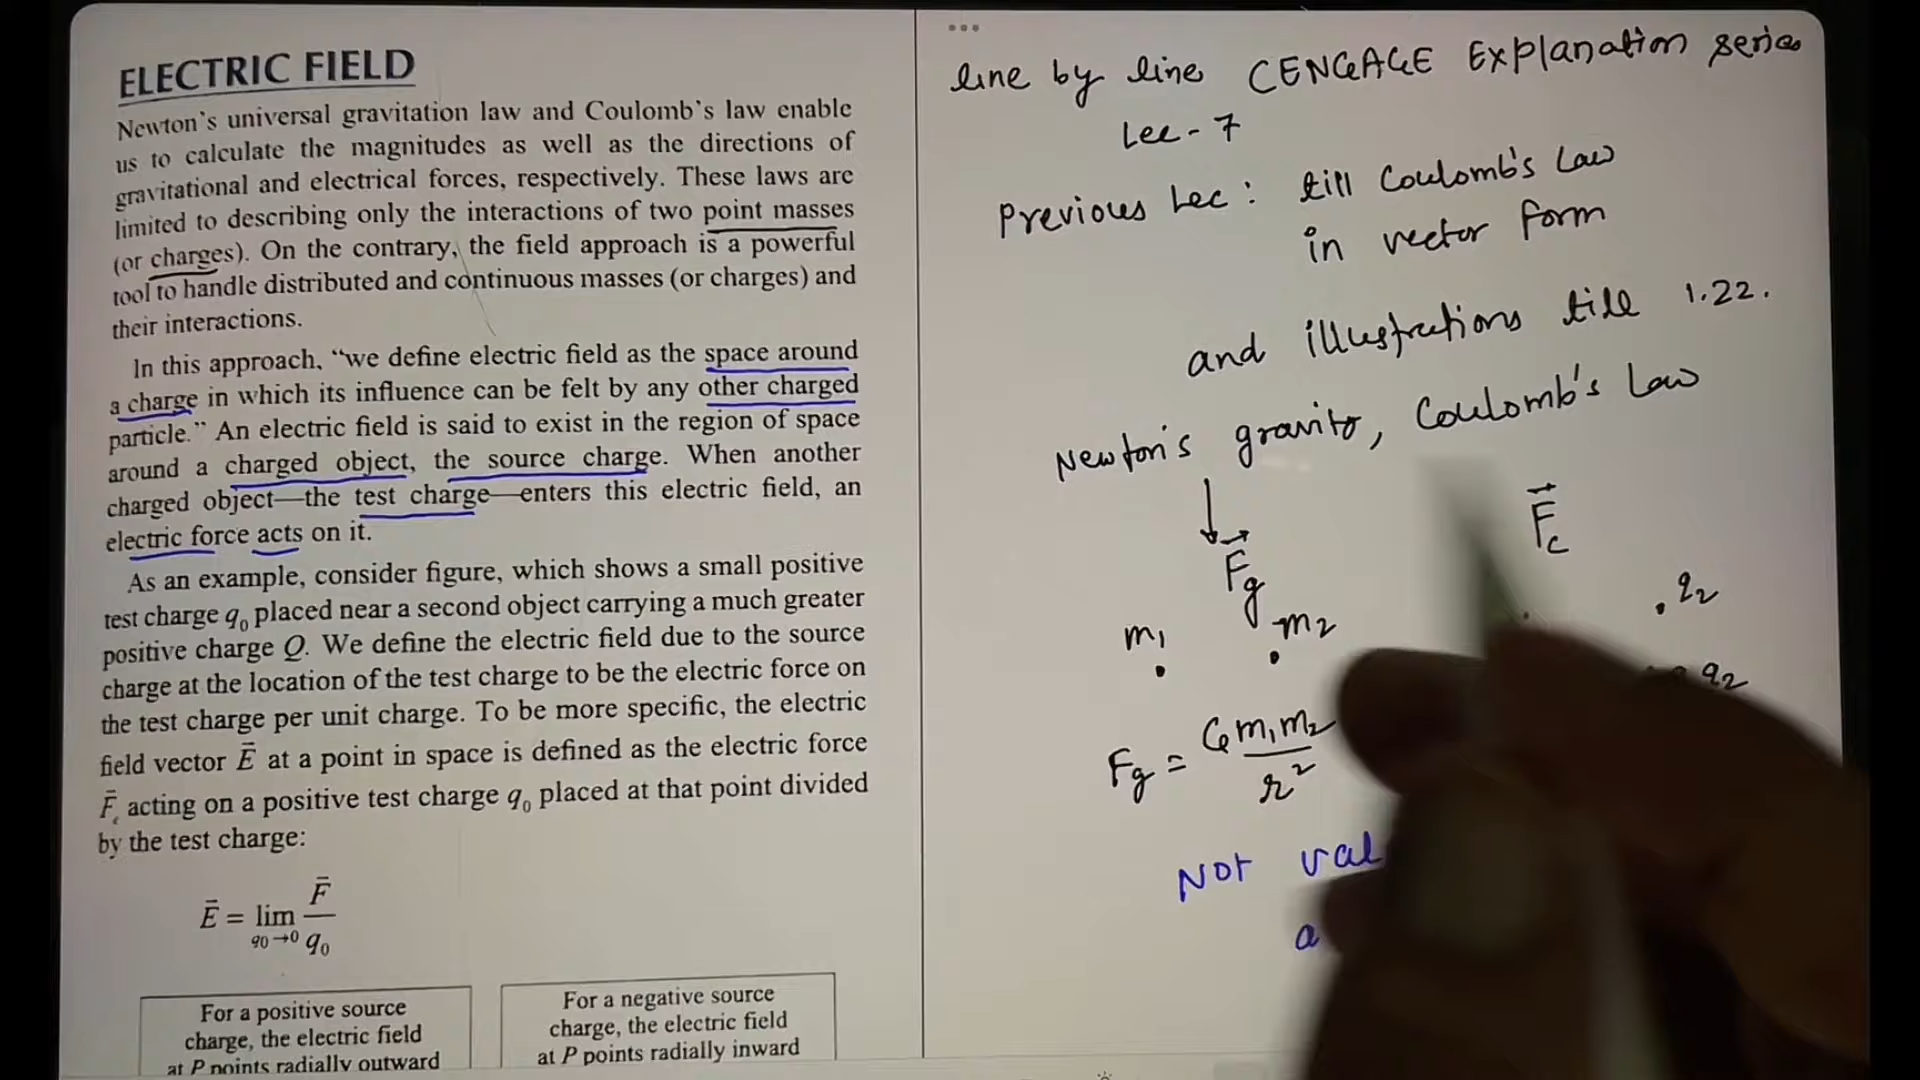 ELECTRIC FIELD
Newton's universal gravitation law and Coulomb's law enable
us to calculate the magnitudes as well as the directions of
gravitational and electrical forces, respectively. These laws are
limited to describing only the interactions of two point masses
(or charges). On the contrary, the field approach is a powerful
tool to handle distributed and continuous masses (or charges) and
their interactions.
In this approach, “we define electric field as the space around
a charge in which its influence can be felt by any other charged
particle.” An electric field is said to exist in the region of space
around a charged object, the source charge. When another
charged object—the test charge—enters this electric field, an
electric force acts on it.
As an example, consider figure, which shows a small positive
test charge q₀ placed near a second object carrying a much greater
positive charge Q. We define the electric field due to the source
charge at the location of the test charge to be the electric force on
the test charge per unit charge. To be more specific, the electric
field vector E̅ at a point in space is defined as the electric force
F̅ₑ acting on a positive test charge q₀ placed at that point divided
by the test charge:
E̅ = lim q₀→0 F̅/q₀
For a positive source
charge, the electric field
at P points radially outward
For a negative source
charge, the electric field
at P points radially inward
line by line CENGAGE Explanation series
Lec - 7
Previous Lec : till Coulomb's Law
in vector form
and illustrations till 1.22.
Newton's gravity, Coulomb's Law
F⃗g
F⃗c
m₁
m₂
q₂
q₂
Fg = Gm₁m₂/r²
Not